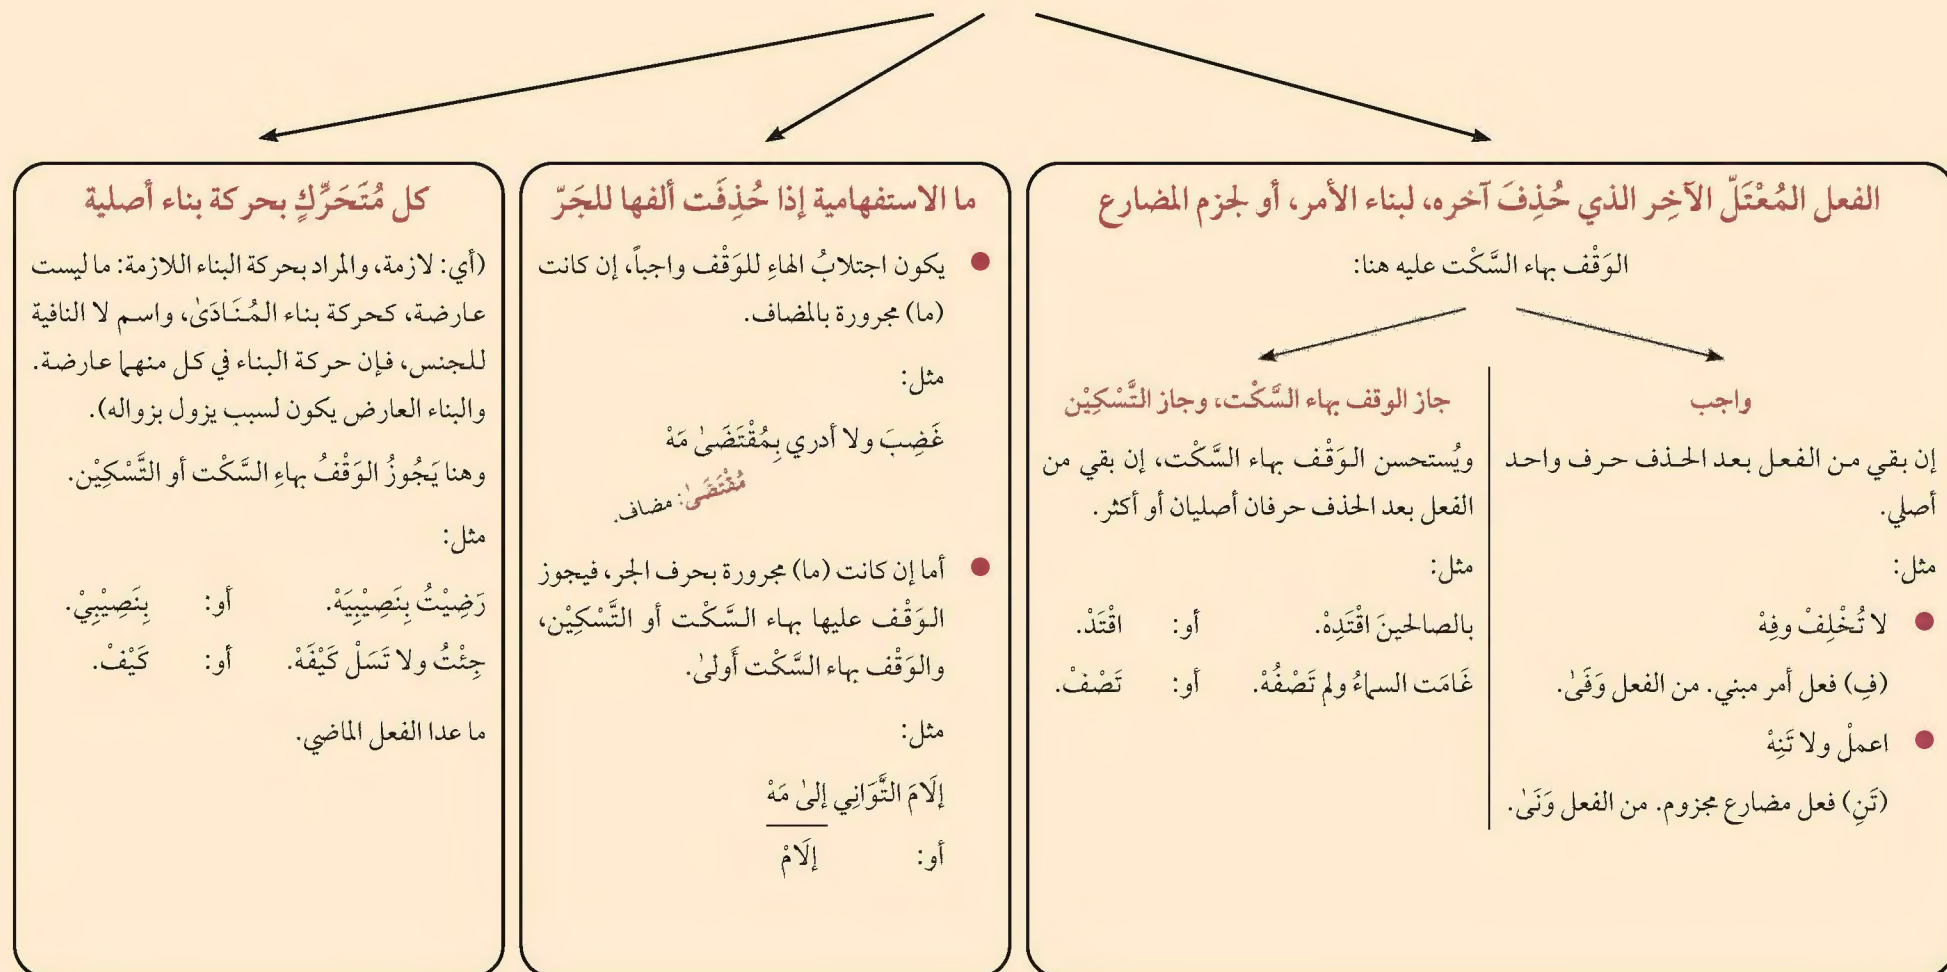 الفعل المُعْتَلّ الآخِر الذي حُذِفَ آخره، لبناء الأمر، أو لجزم المضارع
الوَقْف بهاء السَّكْت عليه هنا:
واجب
إن بقي من الفعل بعد الحذف حرف واحد
أصلي.
مثل:
● لا تُخْلِفْ وفِهْ
(فِ) فعل أمر مبني. من الفعل وَفَىٰ.
● اعملْ ولا تَنِهْ
(تَنِ) فعل مضارع مجزوم. من الفعل وَنَىٰ.
جاز الوقف بهاء السَّكْت، وجاز التَّسْكِيْن
ويُستحسن الوَقْف بهاء السَّكْت، إن بقي من
الفعل بعد الحذف حرفان أصليان أو أكثر.
مثل:
بالصالحينَ اقْتَدِهْ. أو: اقْتَدْ.
غَامَت السماءُ ولم تَصْفُهْ. أو: تَصْفْ.
ما الاستفهامية إذا حُذِفَت ألفها للجَرّ
● يكون اجتلابُ الهاءِ للوَقْف واجباً، إن كانت
(ما) مجرورة بالمضاف.
مثل:
غَضِبَ ولا أدري بِمُقْتَضَىٰ مَهْ
مُقْتَضَىٰ: مضاف.
● أما إن كانت (ما) مجرورة بحرف الجر، فيجوز
الوَقْف عليها بهاء السَّكْت أو التَّسْكِيْن،
والوَقْف بهاء السَّكْت أَولىٰ.
مثل:
إلَامَ التَّوَانِي إلىٰ مَهْ
أو: إلَامْ
كل مُتَحَرِّكٍ بحركة بناء أصلية
(أي: لازمة، والمراد بحركة البناء اللازمة: ما ليست
عارضة، كحركة بناء المُنَادَىٰ، واسم لا النافية
للجنس، فإن حركة البناء في كل منهما عارضة.
والبناء العارض يكون لسبب يزول بزواله).
وهنا يَجُوزُ الوَقْفُ بهاءِ السَّكْت أو التَّسْكِيْن.
مثل:
رَضِيْتُ بِنَصِيْبِيَهْ. أو: بِنَصِيْبِيْ.
جِئْتُ ولا تَسَلْ كَيْفَهْ. أو: كَيْفْ.
ما عدا الفعل الماضي.